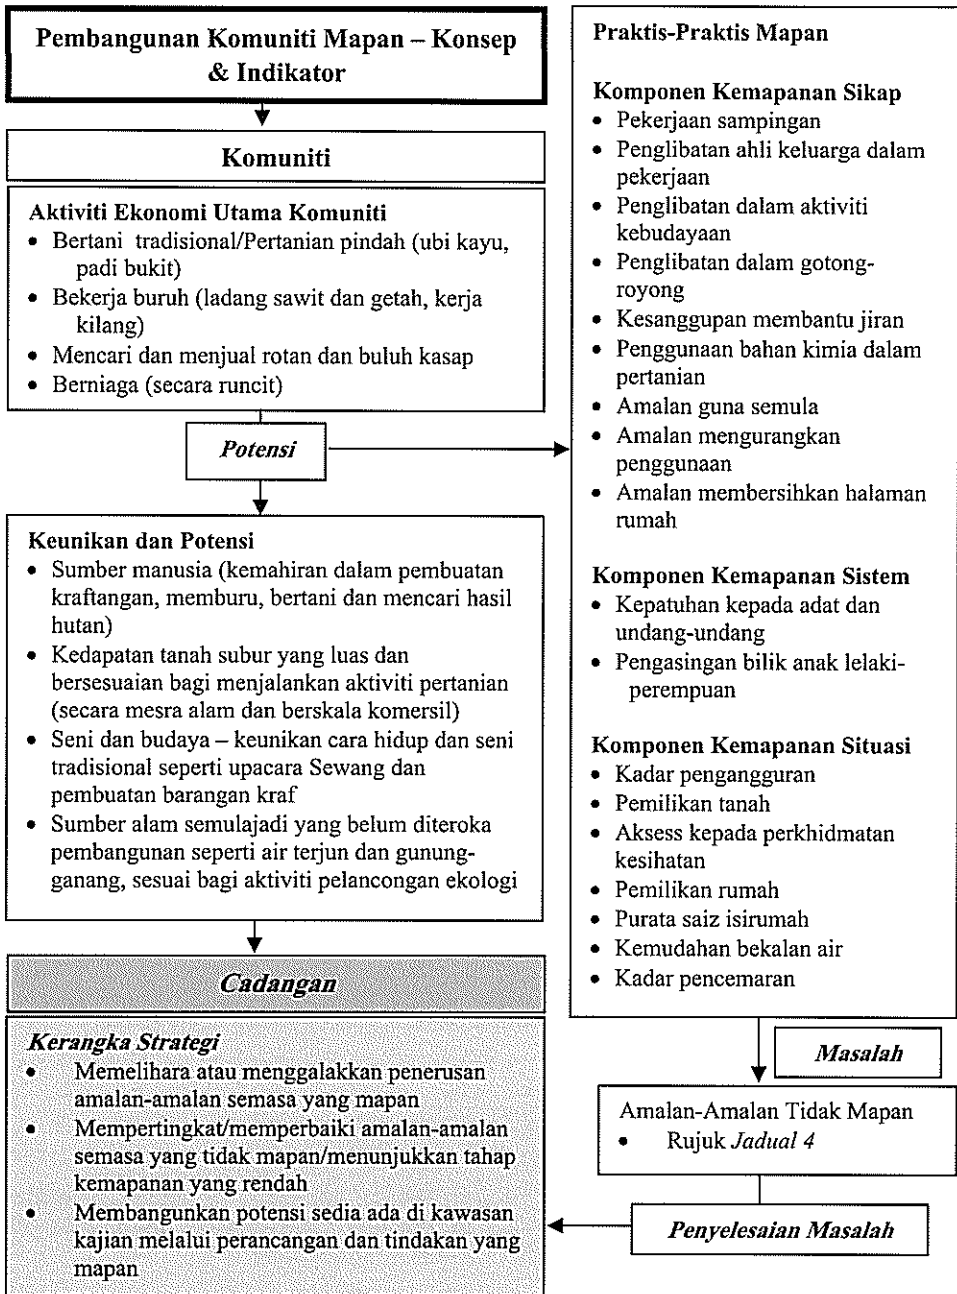 Pembangunan Komuniti Mapan – Konsep
& Indikator
Komuniti
Aktiviti Ekonomi Utama Komuniti
• Bertani tradisional/Pertanian pindah (ubi kayu,
padi bukit)
• Bekerja buruh (ladang sawit dan getah, kerja
kilang)
• Mencari dan menjual rotan dan buluh kasap
• Berniaga (secara runcit)
Potensi
Keunikan dan Potensi
• Sumber manusia (kemahiran dalam pembuatan
kraftangan, memburu, bertani dan mencari hasil
hutan)
• Kedapatan tanah subur yang luas dan
bersesuaian bagi menjalankan aktiviti pertanian
(secara mesra alam dan berskala komersil)
• Seni dan budaya – keunikan cara hidup dan seni
tradisional seperti upacara Sewang dan
pembuatan barangan kraf
• Sumber alam semulajadi yang belum diteroka
pembangunan seperti air terjun dan gunung-
ganang, sesuai bagi aktiviti pelancongan ekologi
Cadangan
Kerangka Strategi
• Memelihara atau menggalakkan penerusan
amalan-amalan semasa yang mapan
• Mempertingkat/memperbaiki amalan-amalan
semasa yang tidak mapan/menunjukkan tahap
kemapanan yang rendah
• Membangunkan potensi sedia ada di kawasan
kajian melalui perancangan dan tindakan yang
mapan
Praktis-Praktis Mapan
Komponen Kemapanan Sikap
• Pekerjaan sampingan
• Penglibatan ahli keluarga dalam
pekerjaan
• Penglibatan dalam aktiviti
kebudayaan
• Penglibatan dalam gotong-
royong
• Kesanggupan membantu jiran
• Penggunaan bahan kimia dalam
pertanian
• Amalan guna semula
• Amalan mengurangkan
penggunaan
• Amalan membersihkan halaman
rumah
Komponen Kemapanan Sistem
• Kepatuhan kepada adat dan
undang-undang
• Pengasingan bilik anak lelaki-
perempuan
Komponen Kemapanan Situasi
• Kadar pengangguran
• Pemilikan tanah
• Aksess kepada perkhidmatan
kesihatan
• Pemilikan rumah
• Purata saiz isirumah
• Kemudahan bekalan air
• Kadar pencemaran
Masalah
Amalan-Amalan Tidak Mapan
• Rujuk Jadual 4
Penyelesaian Masalah